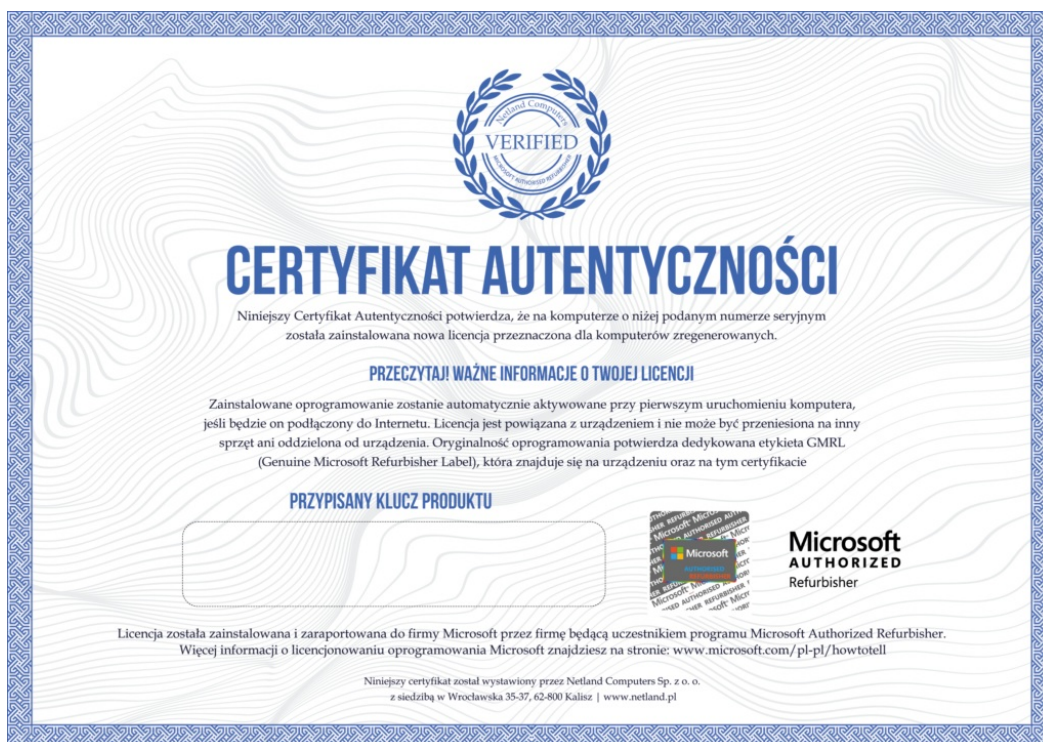 Netland Computers
VERIFIED
MICROSOFT AUTHORISED REFURBISHER
CERTYFIKAT AUTENTYCZNOŚCI
Niniejszy Certyfikat Autentyczności potwierdza, że na komputerze o niżej podanym numerze seryjnym
została zainstalowana nowa licencja przeznaczona dla komputerów zregenerowanych.
PRZECZYTAJ! WAŻNE INFORMACJE O TWOJEJ LICENCJI
Zainstalowane oprogramowanie zostanie automatycznie aktywowane przy pierwszym uruchomieniu komputera,
jeśli będzie on podłączony do Internetu. Licencja jest powiązana z urządzeniem i nie może być przeniesiona na inny
sprzęt ani oddzielona od urządzenia. Oryginalność oprogramowania potwierdza dedykowana etykieta GMRL
(Genuine Microsoft Refurbisher Label), która znajduje się na urządzeniu oraz na tym certyfikacie
PRZYPISANY KLUCZ PRODUKTU
Microsoft
AUTHORISED
REFURBISHER
Microsoft
AUTHORIZED
Refurbisher
Licencja została zainstalowana i zaraportowana do firmy Microsoft przez firmę będącą uczestnikiem programu Microsoft Authorized Refurbisher.
Więcej informacji o licencjonowaniu oprogramowania Microsoft znajdziesz na stronie: www.microsoft.com/pl-pl/howtotell
Niniejszy certyfikat został wystawiony przez Netland Computers Sp. z o. o.
z siedzibą w Wrocławska 35-37, 62-800 Kalisz | www.netland.pl